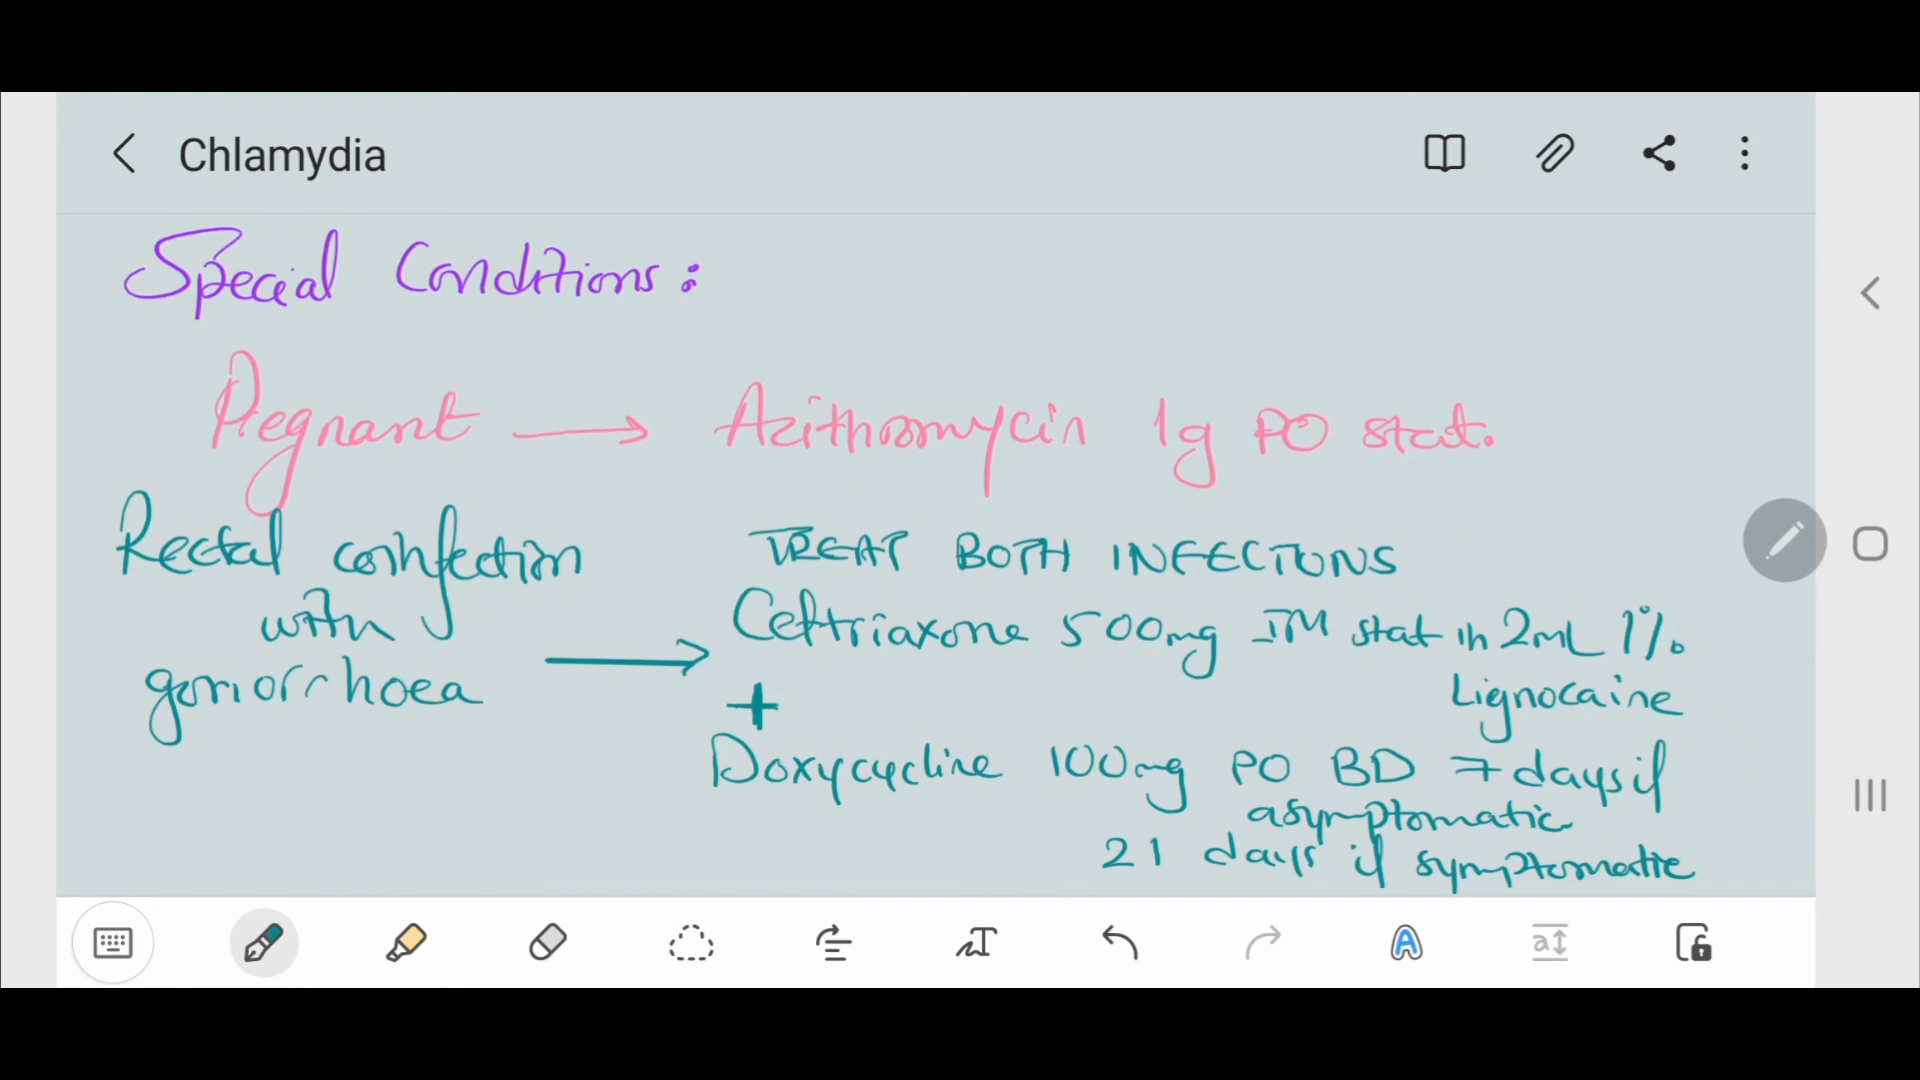 Chlamydia
Special Conditions:
Pregnant → Azithromycin 1g PO stat.
Rectal coinfection
with
gonorrhoea →
TREAT BOTH INFECTIONS
Ceftriaxone 500mg IM stat in 2mL 1%
Lignocaine
+
Doxycycline 100mg PO BD 7 days if
asymptomatic
21 days if symptomatic